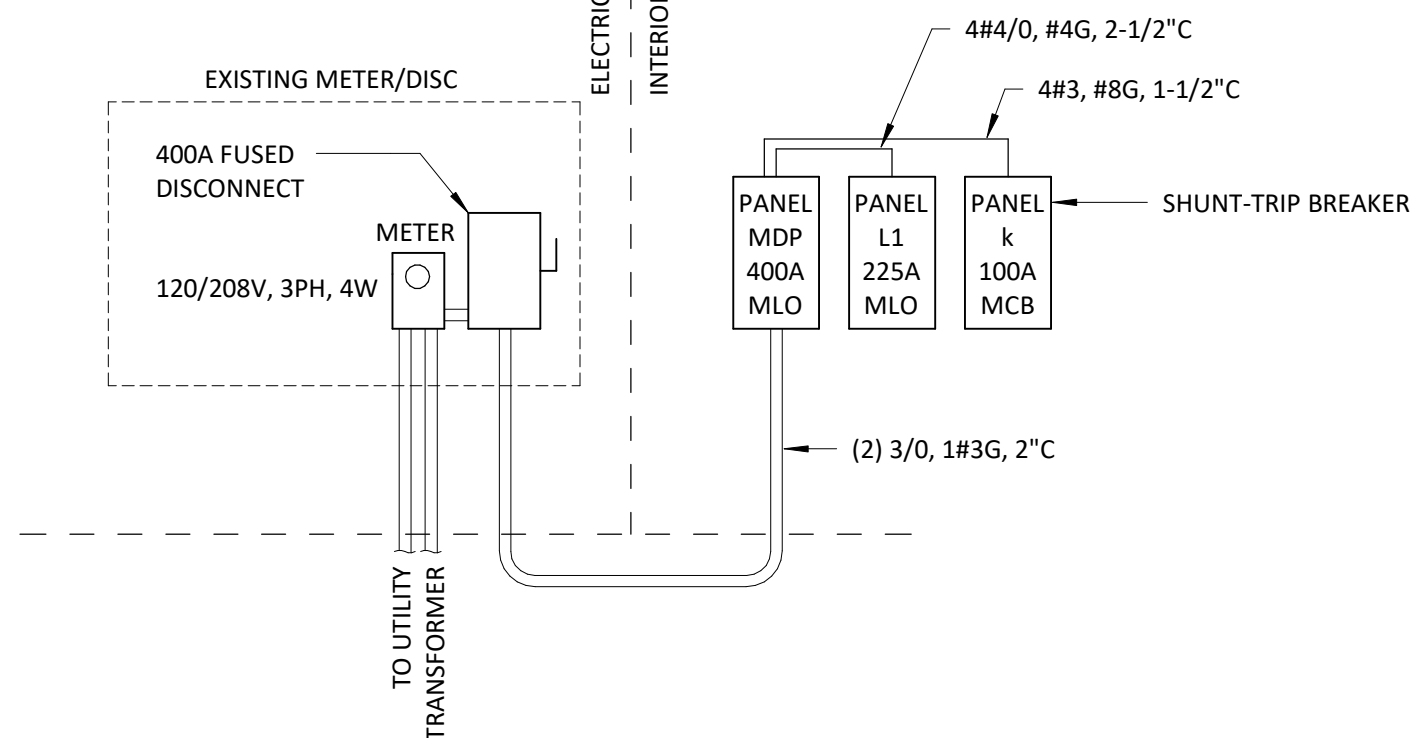 ELECTRIC
INTERIOR
4#4/0, #4G, 2-1/2"C
4#3, #8G, 1-1/2"C
EXISTING METER/DISC
400A FUSED
DISCONNECT
METER
120/208V, 3PH, 4W
PANEL
MDP
400A
MLO
PANEL
L1
225A
MLO
PANEL
k
100A
MCB
SHUNT-TRIP BREAKER
(2) 3/0, 1#3G, 2"C
TO UTILITY
TRANSFORMER